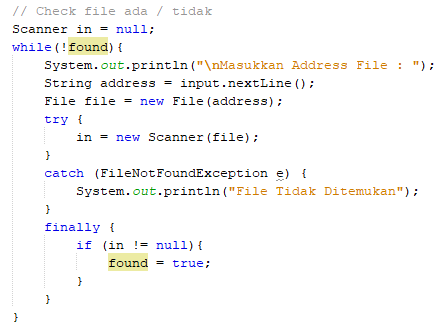 // Check file ada / tidak
Scanner in = null;
while(!found){
System.out.println("\nMasukkan Address File : ");
String address = input.nextLine();
File file = new File(address);
try {
in = new Scanner(file);
}
catch (FileNotFoundException e) {
System.out.println("File Tidak Ditemukan");
}
finally {
if (in != null){
found = true;
}
}
}